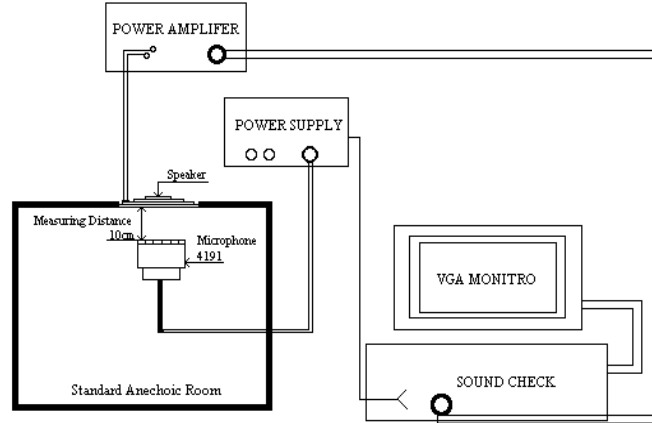 POWER AMPLIFER
POWER SUPPLY
Speaker
Measuring Distance
10cm
Microphone
4191
VGA MONITRO
SOUND CHECK
Standard Anechoic Room